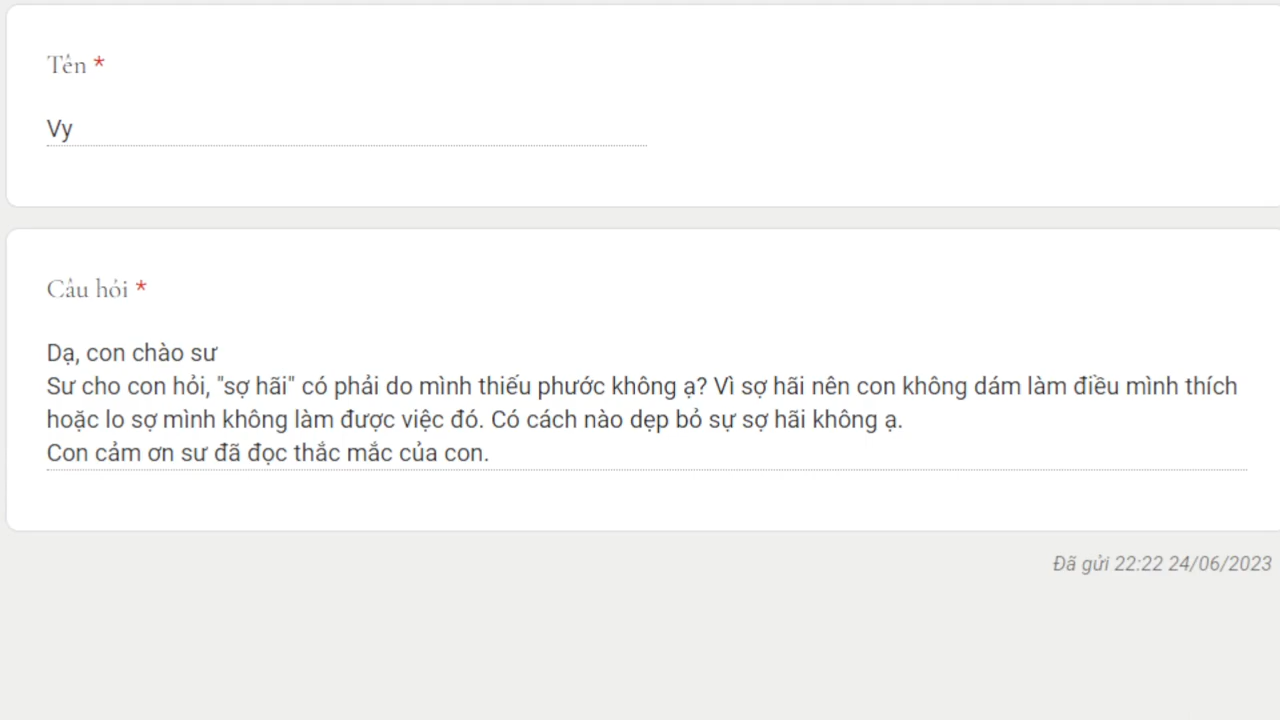 Tên *
Vy
Câu hỏi *
Dạ, con chào sư
Sư cho con hỏi, "sợ hãi" có phải do mình thiếu phước không ạ? Vì sợ hãi nên con không dám làm điều mình thích
hoặc lo sợ mình không làm được việc đó. Có cách nào dẹp bỏ sự sợ hãi không ạ.
Con cảm ơn sư đã đọc thắc mắc của con.
Đã gửi 22:22 24/06/2023